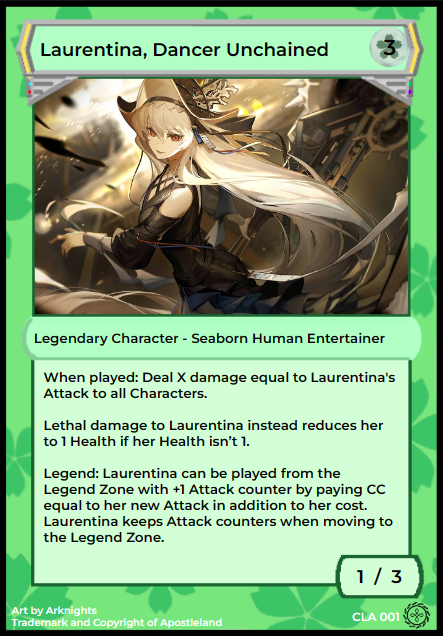 Laurentina, Dancer Unchained
3
Legendary Character - Seaborn Human Entertainer
When played: Deal X damage equal to Laurentina's
Attack to all Characters.
Lethal damage to Laurentina instead reduces her
to 1 Health if her Health isn’t 1.
Legend: Laurentina can be played from the
Legend Zone with +1 Attack counter by paying CC
equal to her new Attack in addition to her cost.
Laurentina keeps Attack counters when moving to
the Legend Zone.
1 / 3
Art by Arknights
Trademark and Copyright of Apostleland
CLA 001